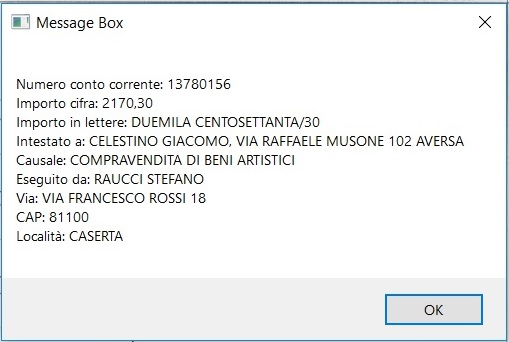 Message Box
Numero conto corrente: 13780156
Importo cifra: 2170,30
Importo in lettere: DUEMILA CENTOSETTANTA/30
Intestato a: CELESTINO GIACOMO, VIA RAFFAELE MUSONE 102 AVERSA
Causale: COMPRAVENDITA DI BENI ARTISTICI
Eseguito da: RAUCCI STEFANO
Via: VIA FRANCESCO ROSSI 18
CAP: 81100
Località: CASERTA
OK